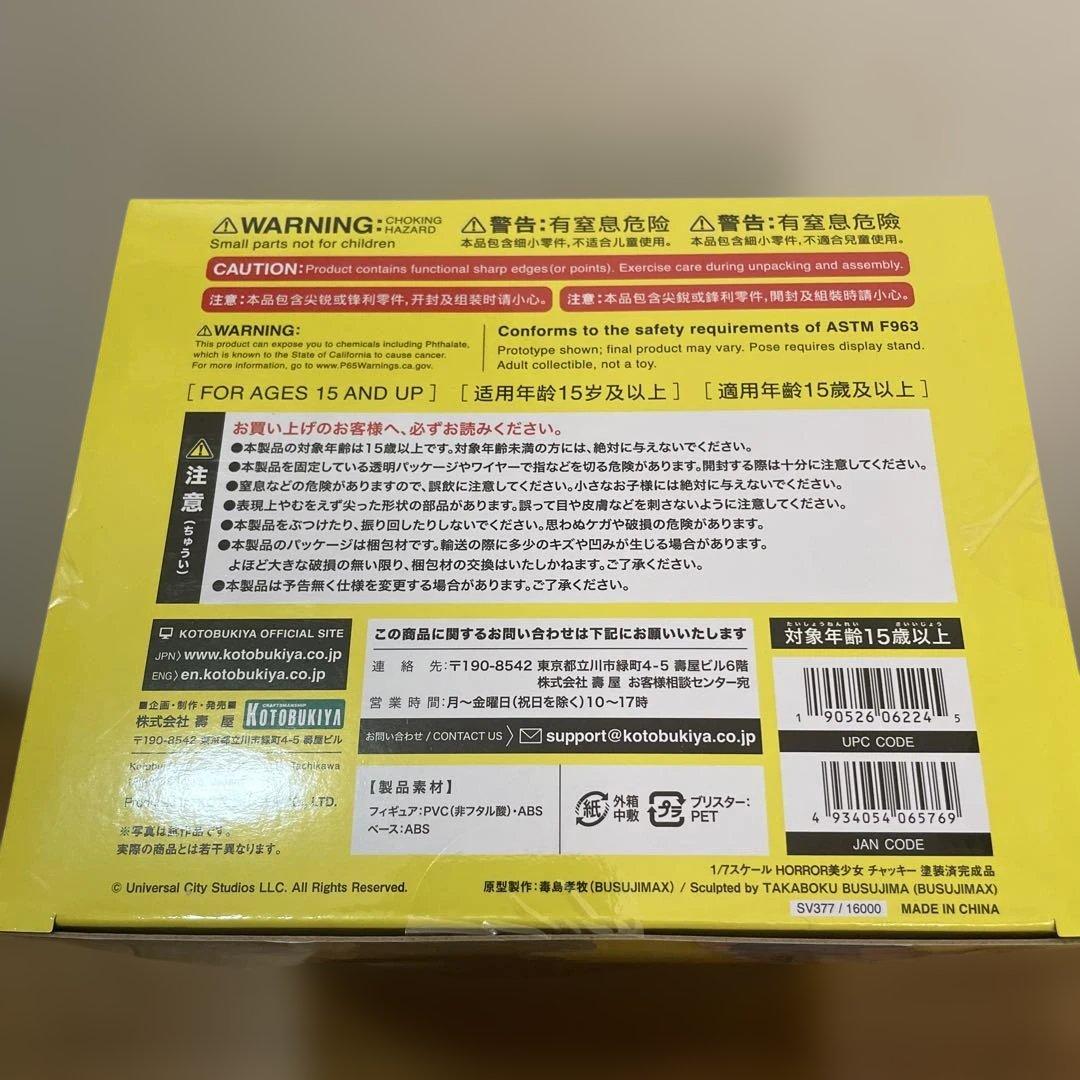 ⚠WARNING: CHOKING HAZARD
Small parts not for children
⚠警告:有窒息危险
本品包含细小零件,不适合儿童使用。
⚠警告:有窒息危險
本品包含細小零件,不適合兒童使用。
CAUTION: Product contains functional sharp edges (or points). Exercise care during unpacking and assembly.
注意:本品包含尖锐或锋利零件,开封及组装时请小心。
注意:本品包含尖銳或鋒利零件,開封及組裝時請小心。
⚠WARNING:
This product can expose you to chemicals including Phthalate,
which is known to the State of California to cause cancer.
For more information, go to www.P65Warnings.ca.gov.
Conforms to the safety requirements of ASTM F963
Prototype shown; final product may vary. Pose requires display stand.
Adult collectible, not a toy.
[ FOR AGES 15 AND UP ] [ 适用年龄15岁及以上 ] [ 適用年齡15歲及以上 ]
注意(ちゅうい)
お買い上げのお客様へ、必ずお読みください。
●本製品の対象年齢は15歳以上です。対象年齢未満の方には、絶対に与えないでください。
●本製品を固定している透明パッケージやワイヤーで指などを切る危険があります。開封する際は十分に注意してください。
●窒息などの危険がありますので、誤飲に注意してください。小さなお子様には絶対に与えないでください。
●表現上やむをえず尖った形状の部品があります。誤って目や皮膚などを刺さないように注意してください。
●本製品をぶつけたり、振り回したりしないでください。思わぬケガや破損の危険があります。
●本製品のパッケージは梱包材です。輸送の際に多少のキズや凹みが生じる場合があります。
よほど大きな破損の無い限り、梱包材の交換はいたしかねます。ご了承ください。
●本製品は予告無く仕様を変更する場合があります。ご了承ください。
KOTOBUKIYA OFFICIAL SITE
JPN〉www.kotobukiya.co.jp
ENG〉en.kotobukiya.co.jp
■企画・制作・発売■
株式会社 壽 屋
CRAFTSMANSHIP
KOTOBUKIYA
〒190-8542 東京都立川市緑町4-5 壽屋ビル
Tachikawa
LTD.
※写真は試作品です。
実際の商品とは若干異なります。
この商品に関するお問い合わせは下記にお願いいたします
連絡先:〒190-8542 東京都立川市緑町4-5 壽屋ビル6階
株式会社 壽屋 お客様相談センター宛
営業時間:月〜金曜日(祝日を除く)10〜17時
お問い合わせ / CONTACT US 〉 support@kotobukiya.co.jp
【製品素材】
フィギュア:PVC(非フタル酸)・ABS
ベース:ABS
紙 外箱 中敷
プラ ブリスター: PET
たいしょうねんれい さいいじょう
対象年齢15歳以上
1 90526 06224 5
UPC CODE
4 934054 065769
JAN CODE
1/7スケール HORROR美少女 チャッキー 塗装済完成品
© Universal City Studios LLC. All Rights Reserved.
原型製作:毒島孝牧(BUSUJIMAX) / Sculpted by TAKABOKU BUSUJIMA (BUSUJIMAX)
SV377 / 16000 MADE IN CHINA